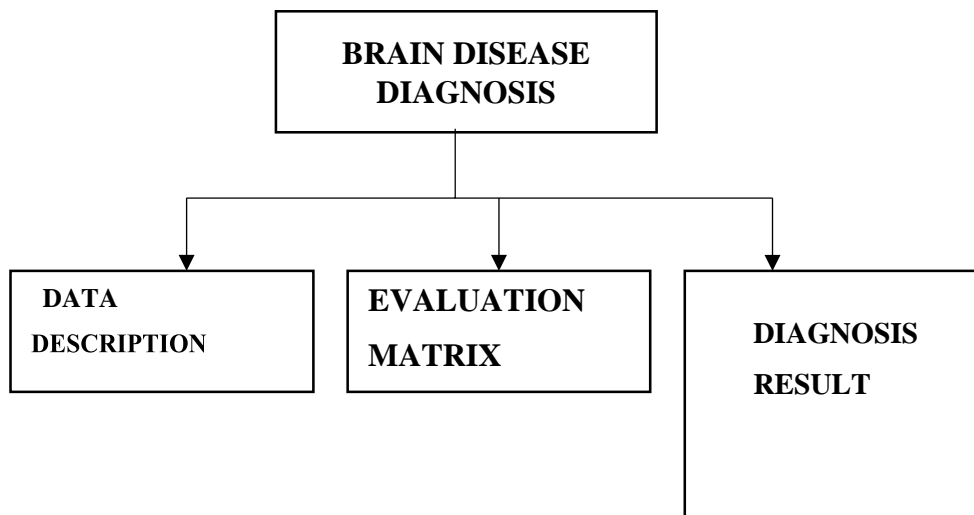 BRAIN DISEASE
DIAGNOSIS
DATA
DESCRIPTION
EVALUATION
MATRIX
DIAGNOSIS
RESULT